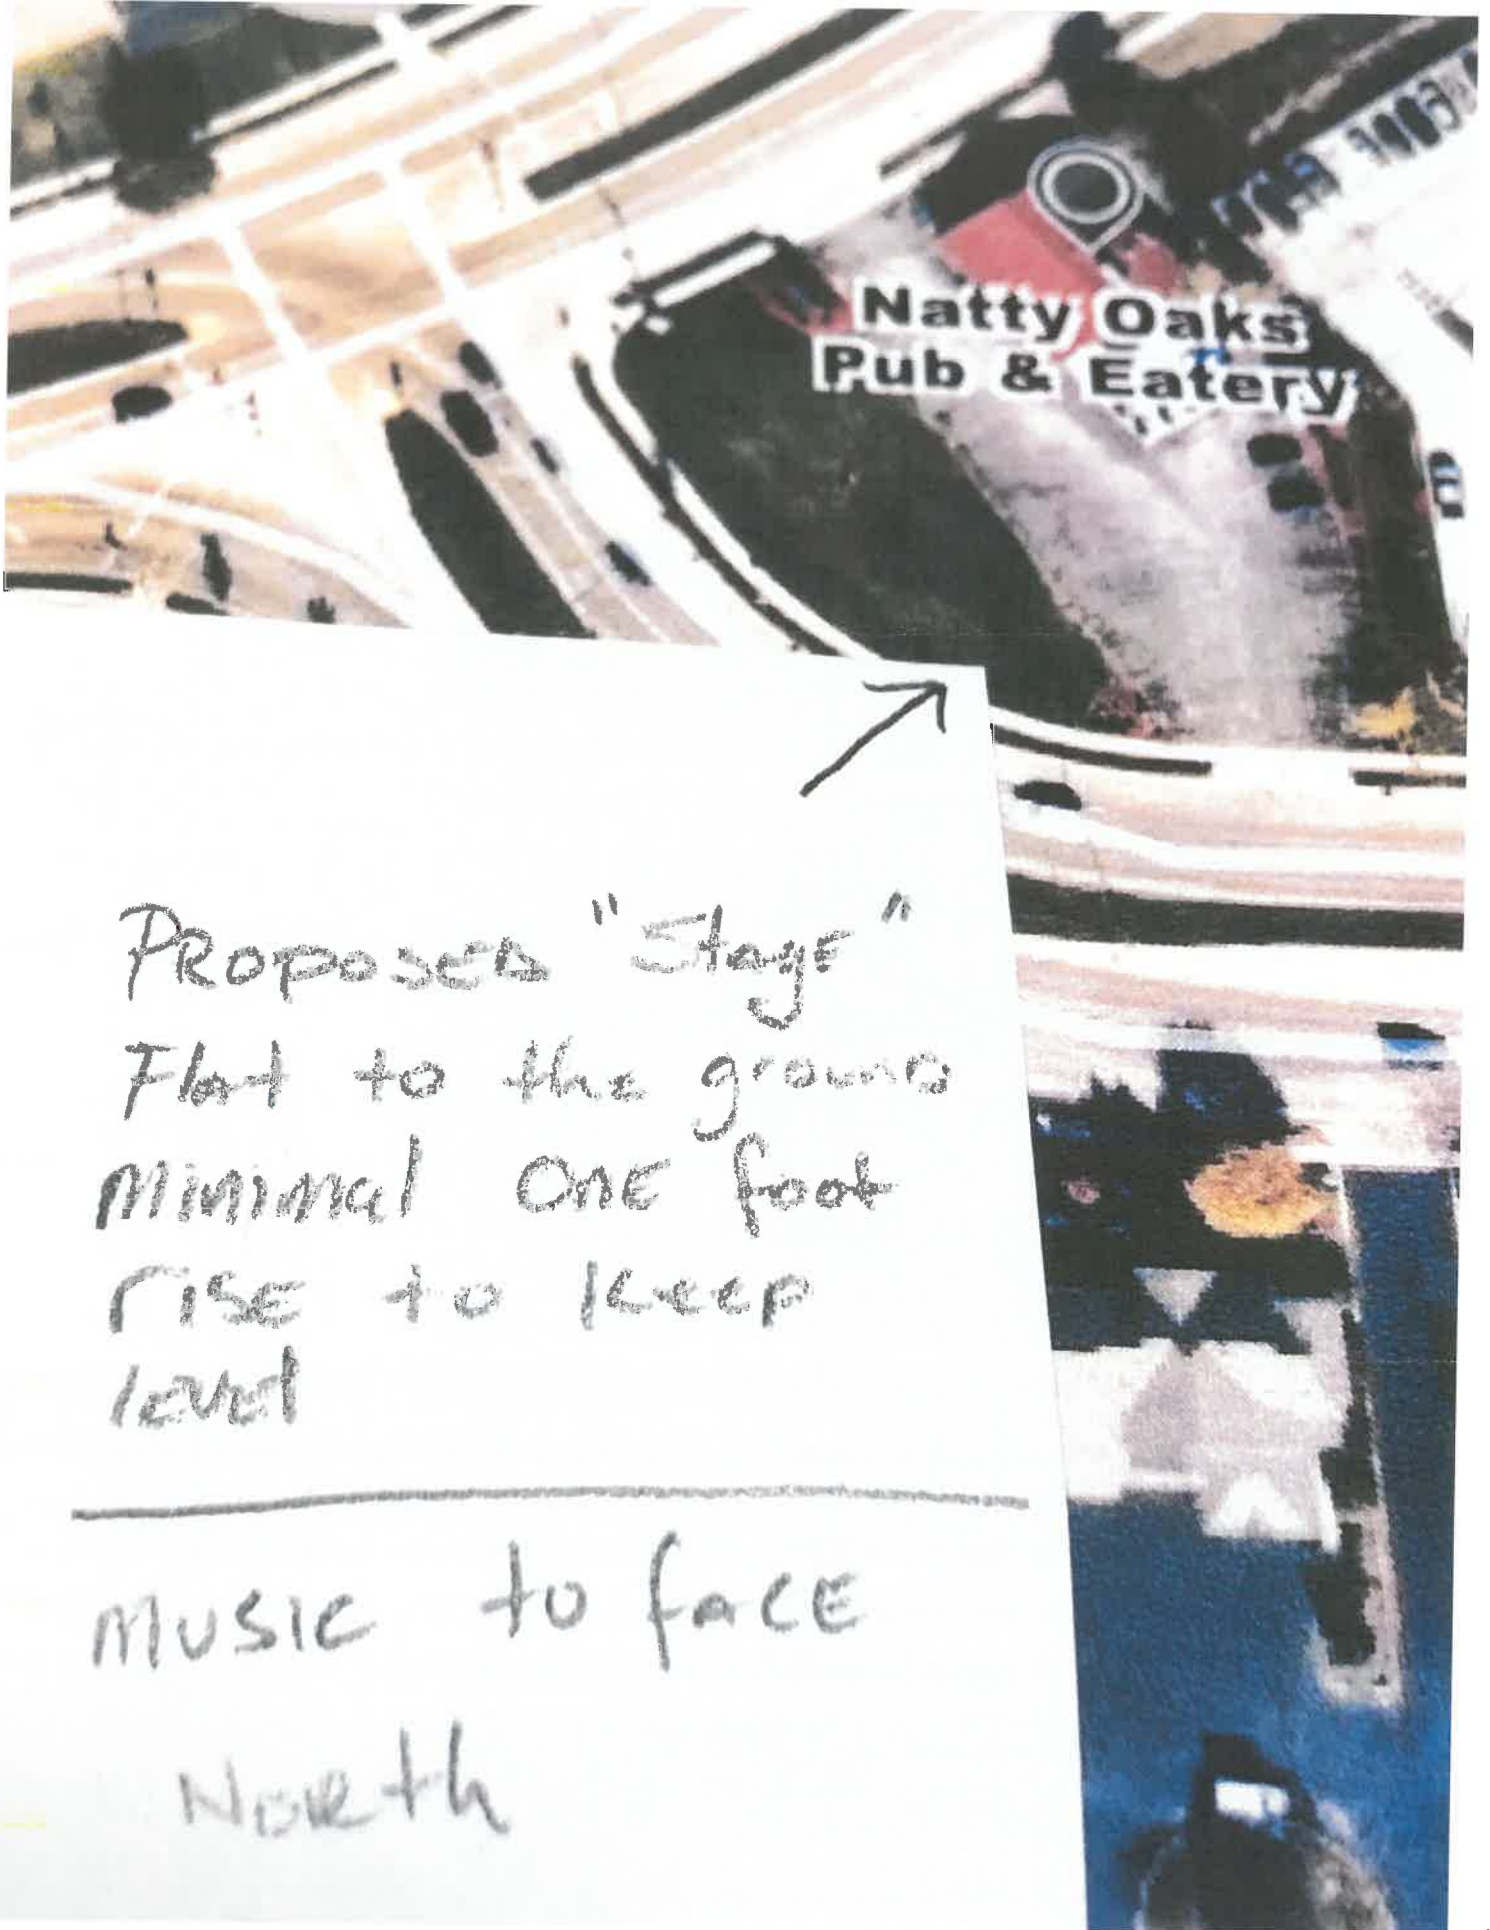 Natty Oaks
Pub & Eatery
PROPOSED "Stage"
Flat to the ground
MINIMAL ONE foot
rISE to keep
level
MUSIC to fACE
NoRth